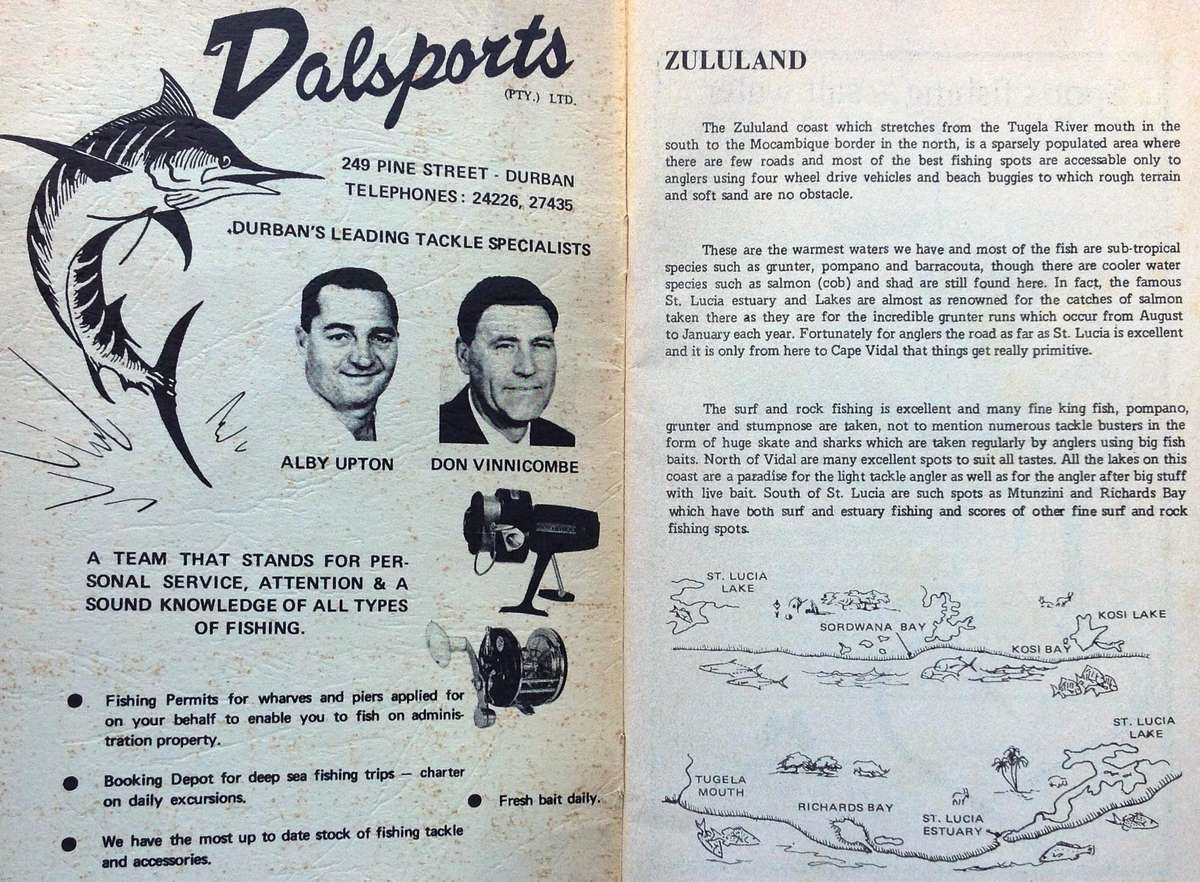 Dalsports
(PTY.) LTD.
249 PINE STREET - DURBAN
TELEPHONES: 24226, 27435
DURBAN'S LEADING TACKLE SPECIALISTS
ALBY UPTON
DON VINNICOMBE
A TEAM THAT STANDS FOR PER-
SONAL SERVICE, ATTENTION & A
SOUND KNOWLEDGE OF ALL TYPES
OF FISHING.
● Fishing Permits for wharves and piers applied for
on your behalf to enable you to fish on adminis-
tration property.
● Booking Depot for deep sea fishing trips — charter
on daily excursions.
● Fresh bait daily.
● We have the most up to date stock of fishing tackle
and accessories.
ZULULAND
The Zululand coast which stretches from the Tugela River mouth in the
south to the Mocambique border in the north, is a sparsely populated area where
there are few roads and most of the best fishing spots are accessable only to
anglers using four wheel drive vehicles and beach buggies to which rough terrain
and soft sand are no obstacle.
These are the warmest waters we have and most of the fish are sub-tropical
species such as grunter, pompano and barracouta, though there are cooler water
species such as salmon (cob) and shad are still found here. In fact, the famous
St. Lucia estuary and Lakes are almost as renowned for the catches of salmon
taken there as they are for the incredible grunter runs which occur from August
to January each year. Fortunately for anglers the road as far as St. Lucia is excellent
and it is only from here to Cape Vidal that things get really primitive.
The surf and rock fishing is excellent and many fine king fish, pompano,
grunter and stumpnose are taken, not to mention numerous tackle busters in the
form of huge skate and sharks which are taken regularly by anglers using big fish
baits. North of Vidal are many excellent spots to suit all tastes. All the lakes on this
coast are a paradise for the light tackle angler as well as for the angler after big stuff
with live bait. South of St. Lucia are such spots as Mtunzini and Richards Bay
which have both surf and estuary fishing and scores of other fine surf and rock
fishing spots.
ST. LUCIA
LAKE
SORDWANA BAY
KOSI LAKE
KOSI BAY
ST. LUCIA
LAKE
TUGELA
MOUTH
RICHARDS BAY
ST. LUCIA
ESTUARY